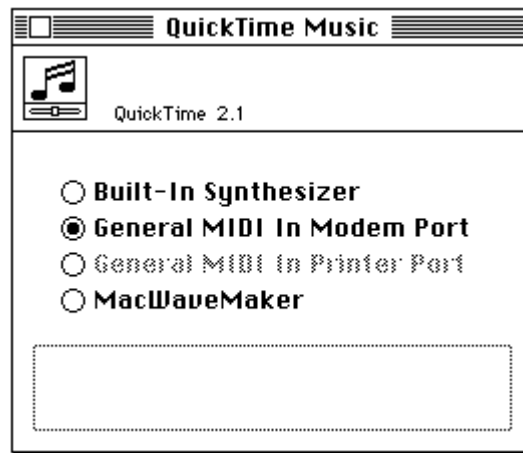 QuickTime Music
QuickTime 2.1
Built-In Synthesizer
General MIDI In Modem Port
General MIDI In Printer Port
MacWaveMaker